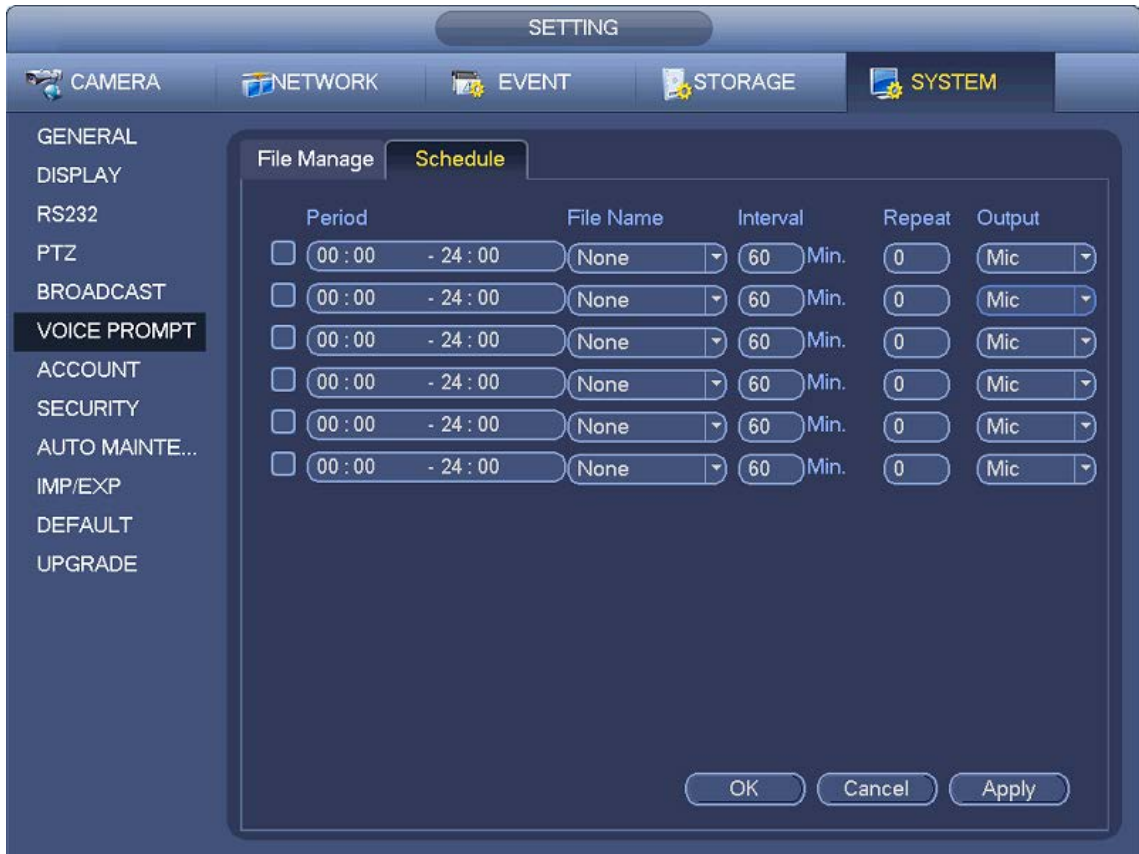 SETTING
CAMERA NETWORK EVENT STORAGE SYSTEM
GENERAL
DISPLAY
RS232
PTZ
BROADCAST
VOICE PROMPT
ACCOUNT
SECURITY
AUTO MAINTE...
IMP/EXP
DEFAULT
UPGRADE
File Manage Schedule
Period File Name Interval Repeat Output
00 : 00 - 24 : 00 None 60 Min. 0 Mic
00 : 00 - 24 : 00 None 60 Min. 0 Mic
00 : 00 - 24 : 00 None 60 Min. 0 Mic
00 : 00 - 24 : 00 None 60 Min. 0 Mic
00 : 00 - 24 : 00 None 60 Min. 0 Mic
00 : 00 - 24 : 00 None 60 Min. 0 Mic
OK Cancel Apply